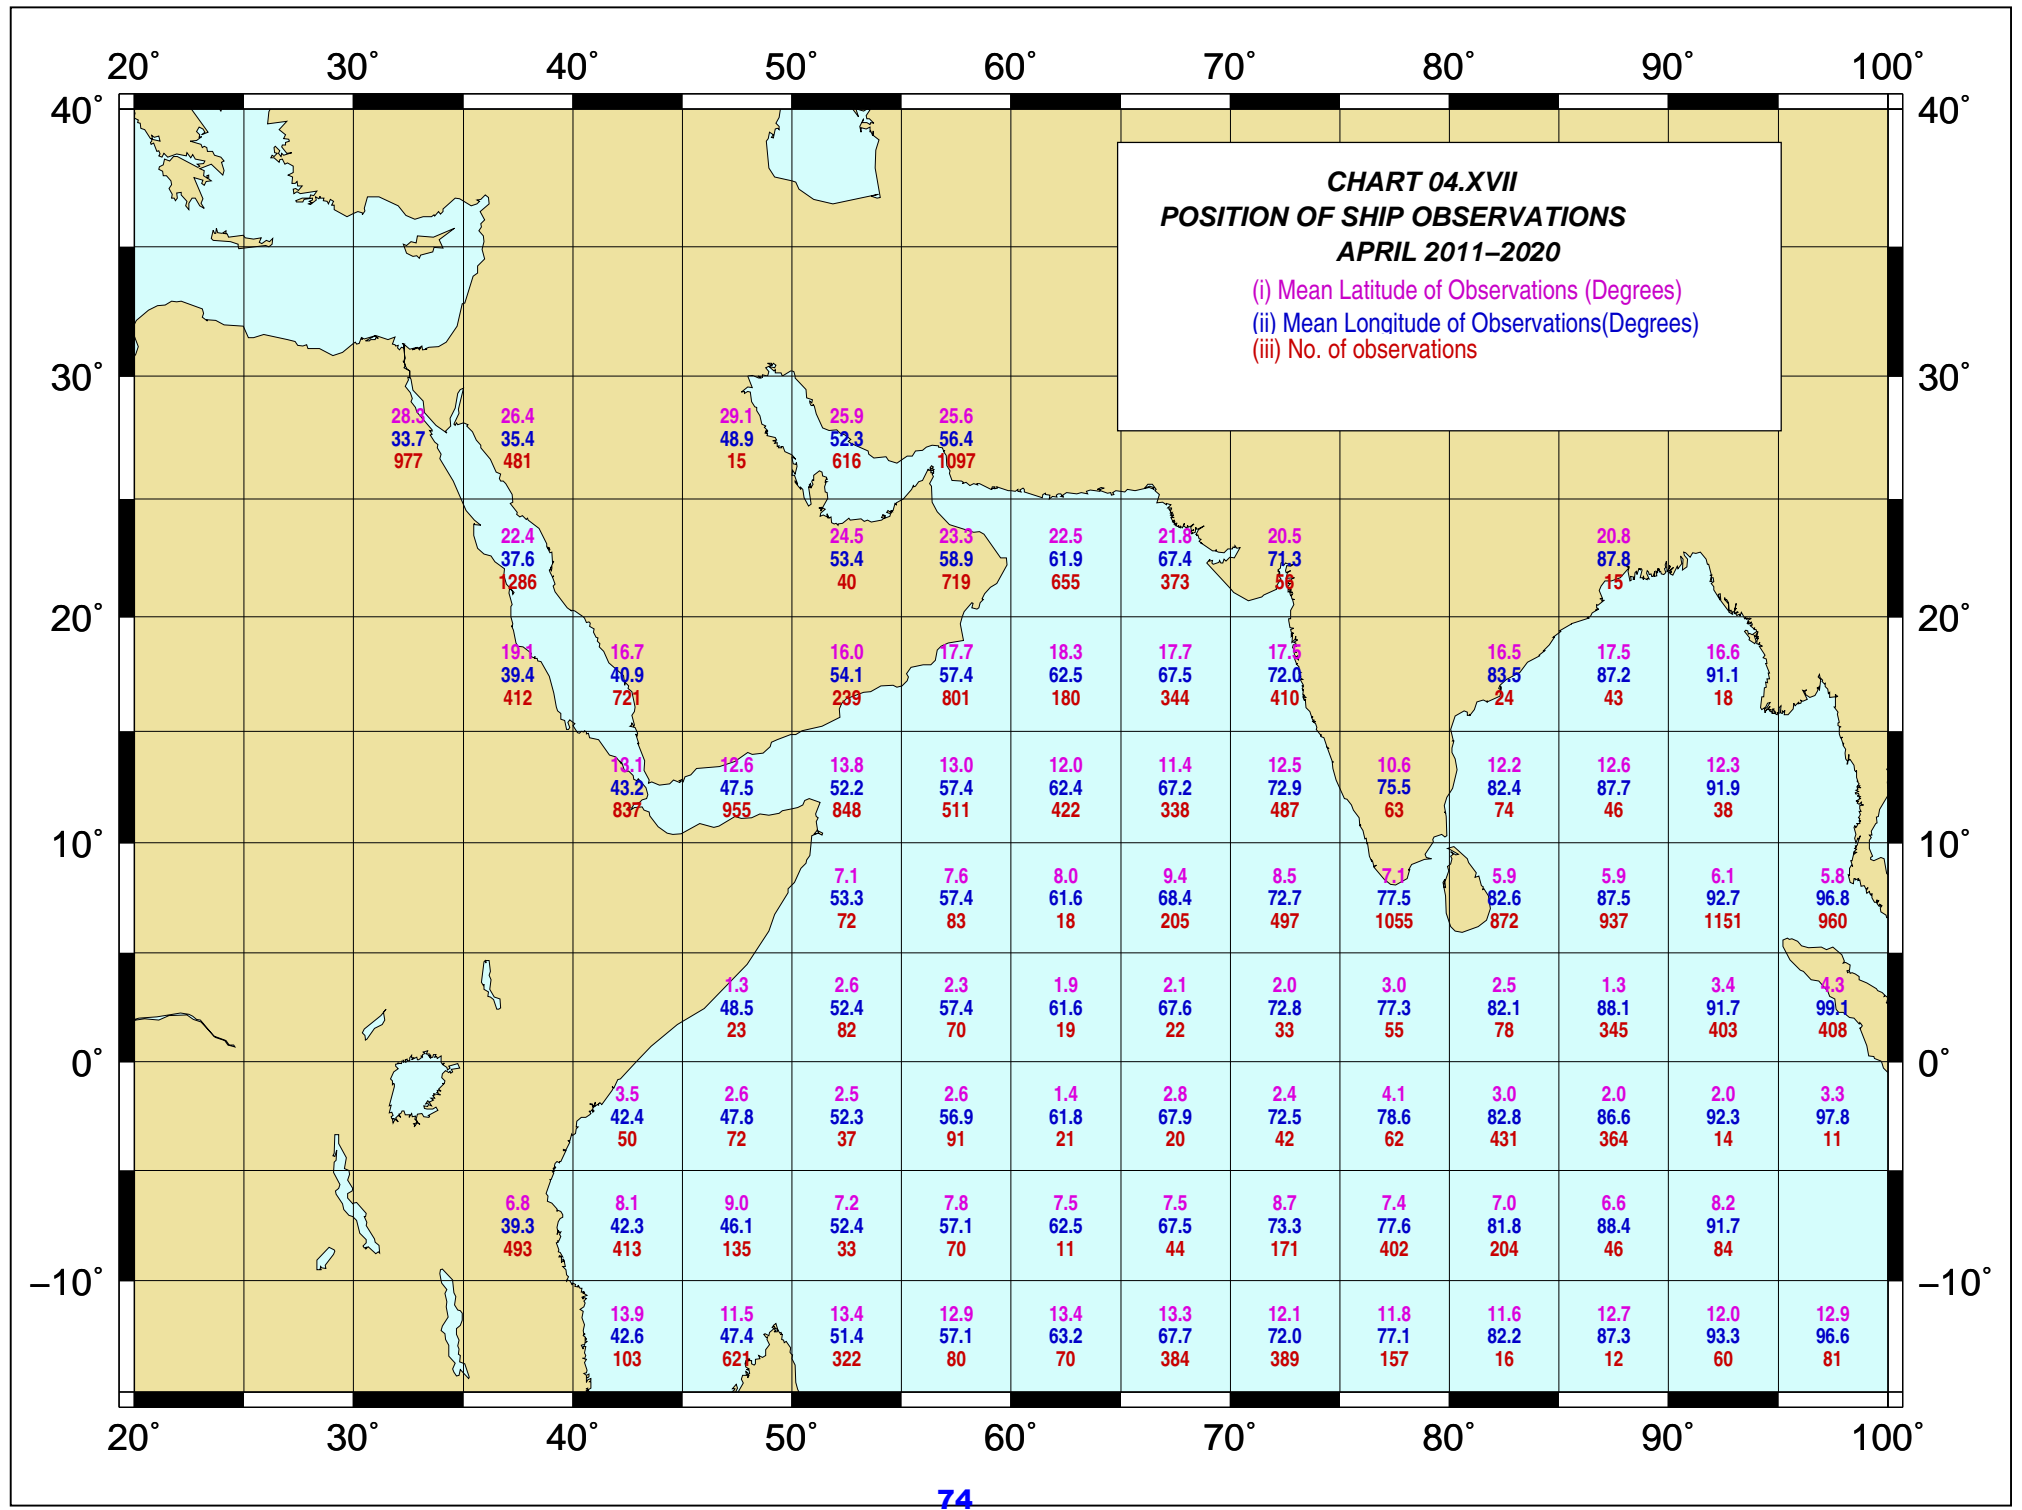 20° 30° 40° 50° 60° 70° 80° 90° 100°
40° 40°
CHART 04.XVII
POSITION OF SHIP OBSERVATIONS
APRIL 2011–2020
(i) Mean Latitude of Observations (Degrees)
(ii) Mean Longitude of Observations(Degrees)
(iii) No. of observations
30° 30°
28.3 26.4 29.1 25.9 25.6
33.7 35.4 48.9 52.3 56.4
977 481 15 616 1097
22.4 24.5 23.3 22.5 21.8 20.5 20.8
37.6 53.4 58.9 61.9 67.4 71.3 87.8
1286 40 719 655 373 15
20° 20°
19.1 16.7 16.0 17.7 18.3 17.7 17.5 16.5 17.5 16.6
39.4 40.9 54.1 57.4 62.5 67.5 72.0 83.5 87.2 91.1
412 721 239 801 180 344 410 24 43 18
13.1 12.6 13.8 13.0 12.0 11.4 12.5 10.6 12.2 12.6 12.3
43.2 47.5 52.2 57.4 62.4 67.2 72.9 75.5 82.4 87.7 91.9
837 955 848 511 422 338 487 63 74 46 38
10° 10°
7.1 7.6 8.0 9.4 8.5 7.1 5.9 5.9 6.1 5.8
53.3 57.4 61.6 68.4 72.7 77.5 82.6 87.5 92.7 96.8
72 83 18 205 497 1055 872 937 1151 960
1.3 2.6 2.3 1.9 2.1 2.0 3.0 2.5 1.3 3.4 4.3
48.5 52.4 57.4 61.6 67.6 72.8 77.3 82.1 88.1 91.7 99.1
23 82 70 19 22 33 55 78 345 403 408
0° 0°
3.5 2.6 2.5 2.6 1.4 2.8 2.4 4.1 3.0 2.0 2.0 3.3
42.4 47.8 52.3 56.9 61.8 67.9 72.5 78.6 82.8 86.6 92.3 97.8
50 72 37 91 21 20 42 62 431 364 14 11
6.8 8.1 9.0 7.2 7.8 7.5 7.5 8.7 7.4 7.0 6.6 8.2
39.3 42.3 46.1 52.4 57.1 62.5 67.5 73.3 77.6 81.8 88.4 91.7
493 413 135 33 70 11 44 171 402 204 46 84
–10° –10°
13.9 11.5 13.4 12.9 13.4 13.3 12.1 11.8 11.6 12.7 12.0 12.9
42.6 47.4 51.4 57.1 63.2 67.7 72.0 77.1 82.2 87.3 93.3 96.6
103 621 322 80 70 384 389 157 16 12 60 81
20° 30° 40° 50° 60° 70° 80° 90° 100°
74